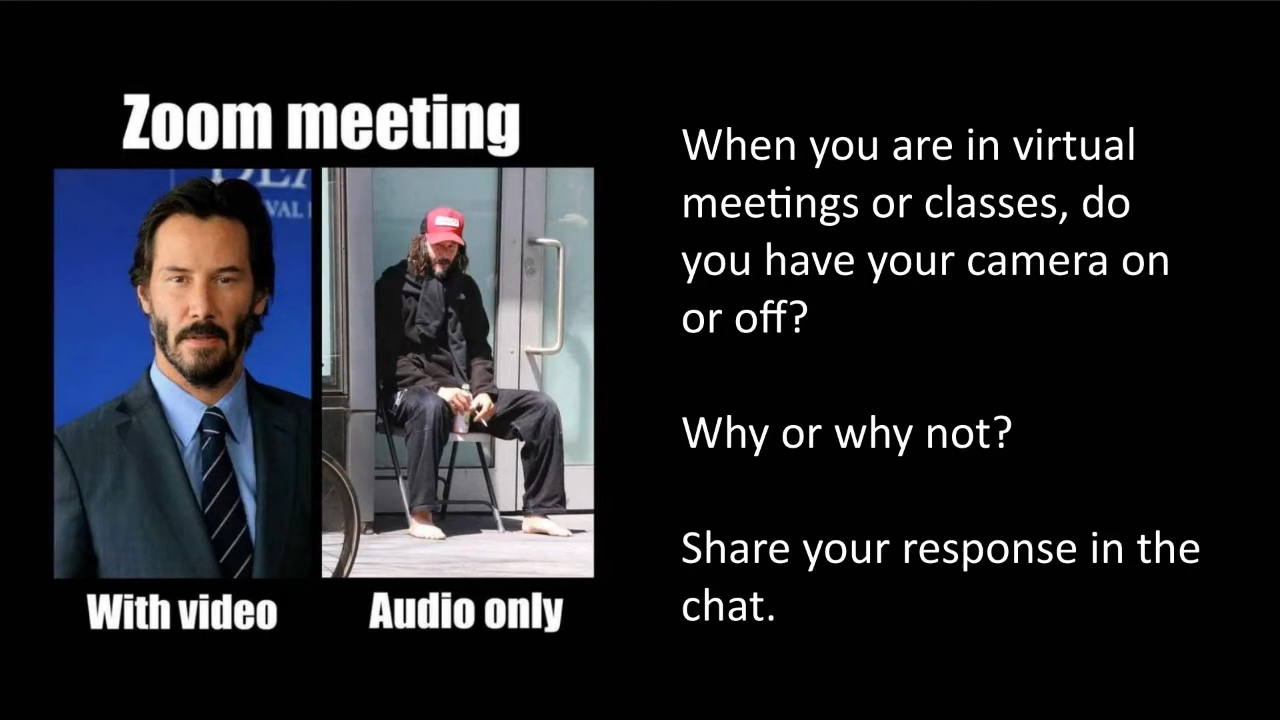 Zoom meeting
With video
Audio only
When you are in virtual
meetings or classes, do
you have your camera on
or off?
Why or why not?
Share your response in the
chat.